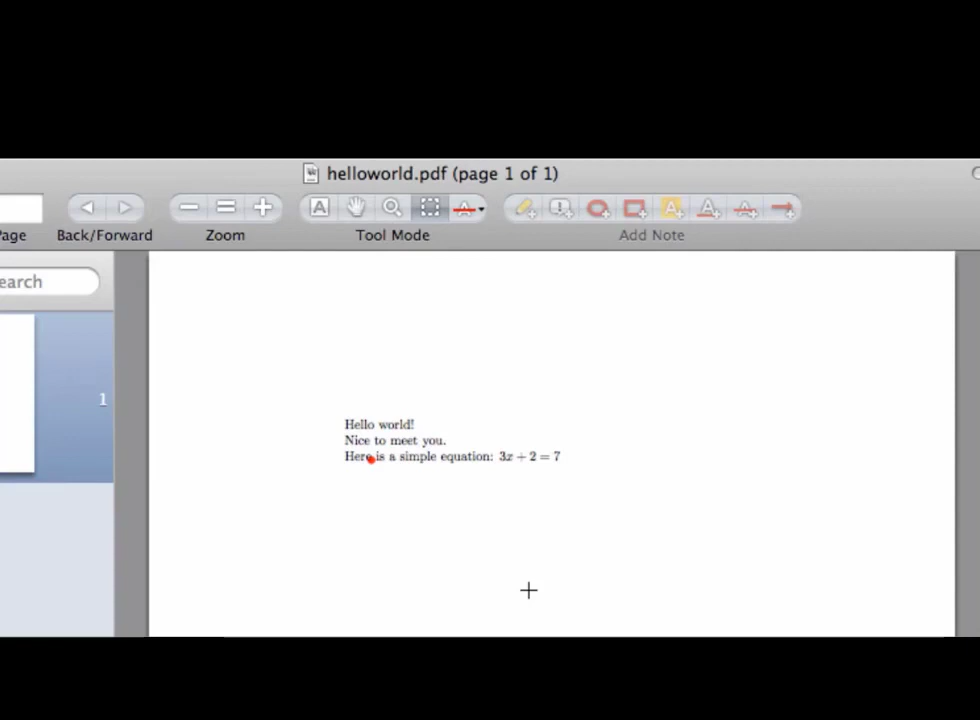 helloworld.pdf (page 1 of 1)
Page Back/Forward Zoom Tool Mode Add Note
earch
1
Hello world!
Nice to meet you.
Here is a simple equation: 3x + 2 = 7